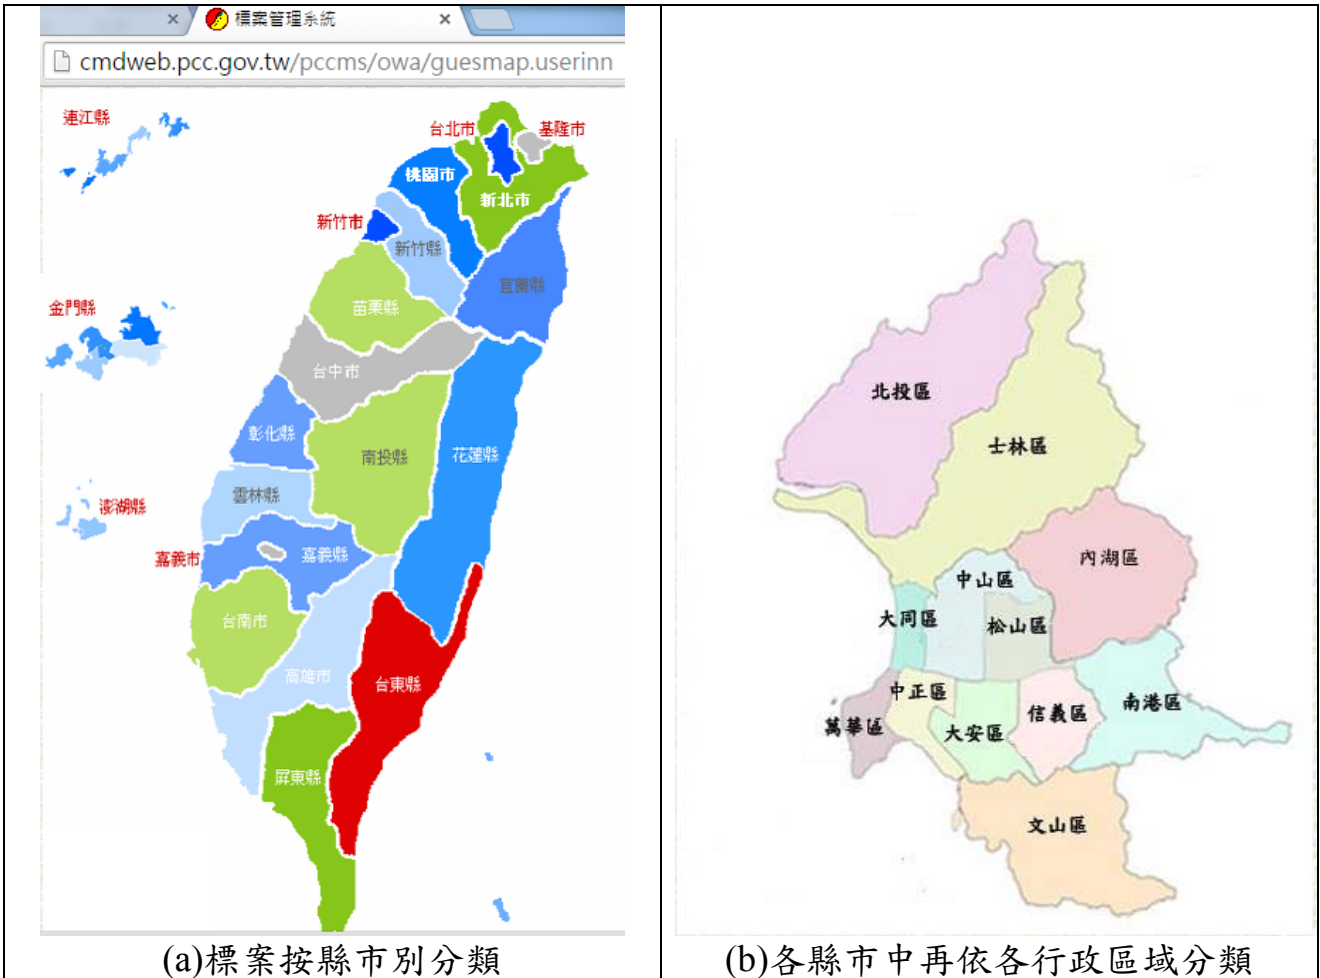 標案管理系統
cmdweb.pcc.gov.tw/pccms/owa/guesmap.userinn
連江縣
台北市
基隆市
桃園市
新北市
新竹市
新竹縣
宜蘭縣
金門縣
苗栗縣
台中市
彰化縣
南投縣
花蓮縣
雲林縣
澎湖縣
嘉義市
嘉義縣
台南市
高雄市
台東縣
屏東縣
(a)標案按縣市別分類
北投區
士林區
內湖區
中山區
大同區
松山區
中正區
萬華區
大安區
信義區
南港區
文山區
(b)各縣市中再依各行政區域分類